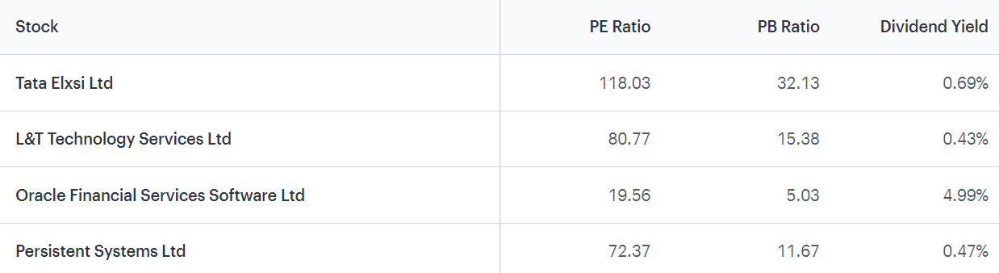 Stock PE Ratio PB Ratio Dividend Yield
Tata Elxsi Ltd 118.03 32.13 0.69%
L&T Technology Services Ltd 80.77 15.38 0.43%
Oracle Financial Services Software Ltd 19.56 5.03 4.99%
Persistent Systems Ltd 72.37 11.67 0.47%